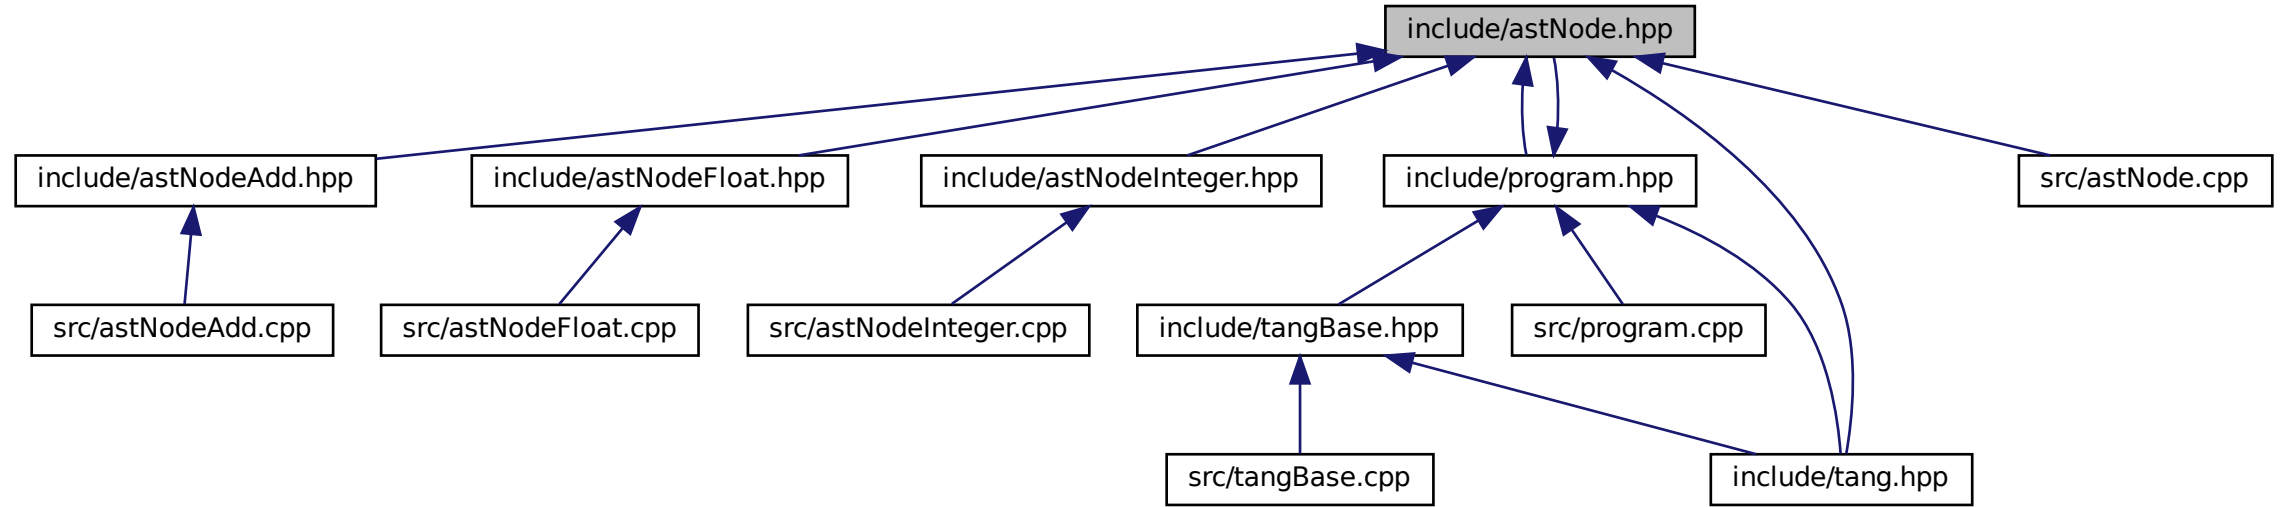 include/astNode.hpp
include/astNodeAdd.hpp
include/astNodeFloat.hpp
include/astNodeInteger.hpp
include/program.hpp
src/astNode.cpp
src/astNodeAdd.cpp
src/astNodeFloat.cpp
src/astNodeInteger.cpp
include/tangBase.hpp
src/program.cpp
src/tangBase.cpp
include/tang.hpp